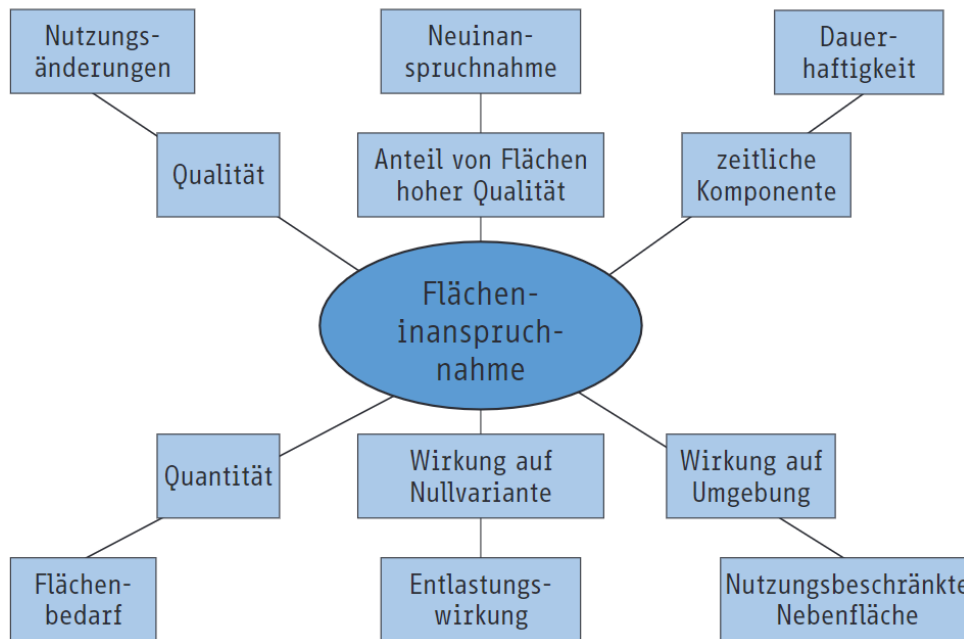 Nutzungs-
änderungen
Neuinan-
spruchnahme
Dauer-
haftigkeit
Qualität
Anteil von Flächen
hoher Qualität
zeitliche
Komponente
Flächen-
inanspruch-
nahme
Quantität
Wirkung auf
Nullvariante
Wirkung auf
Umgebung
Flächen-
bedarf
Entlastungs-
wirkung
Nutzungsbeschränkte
Nebenfläche